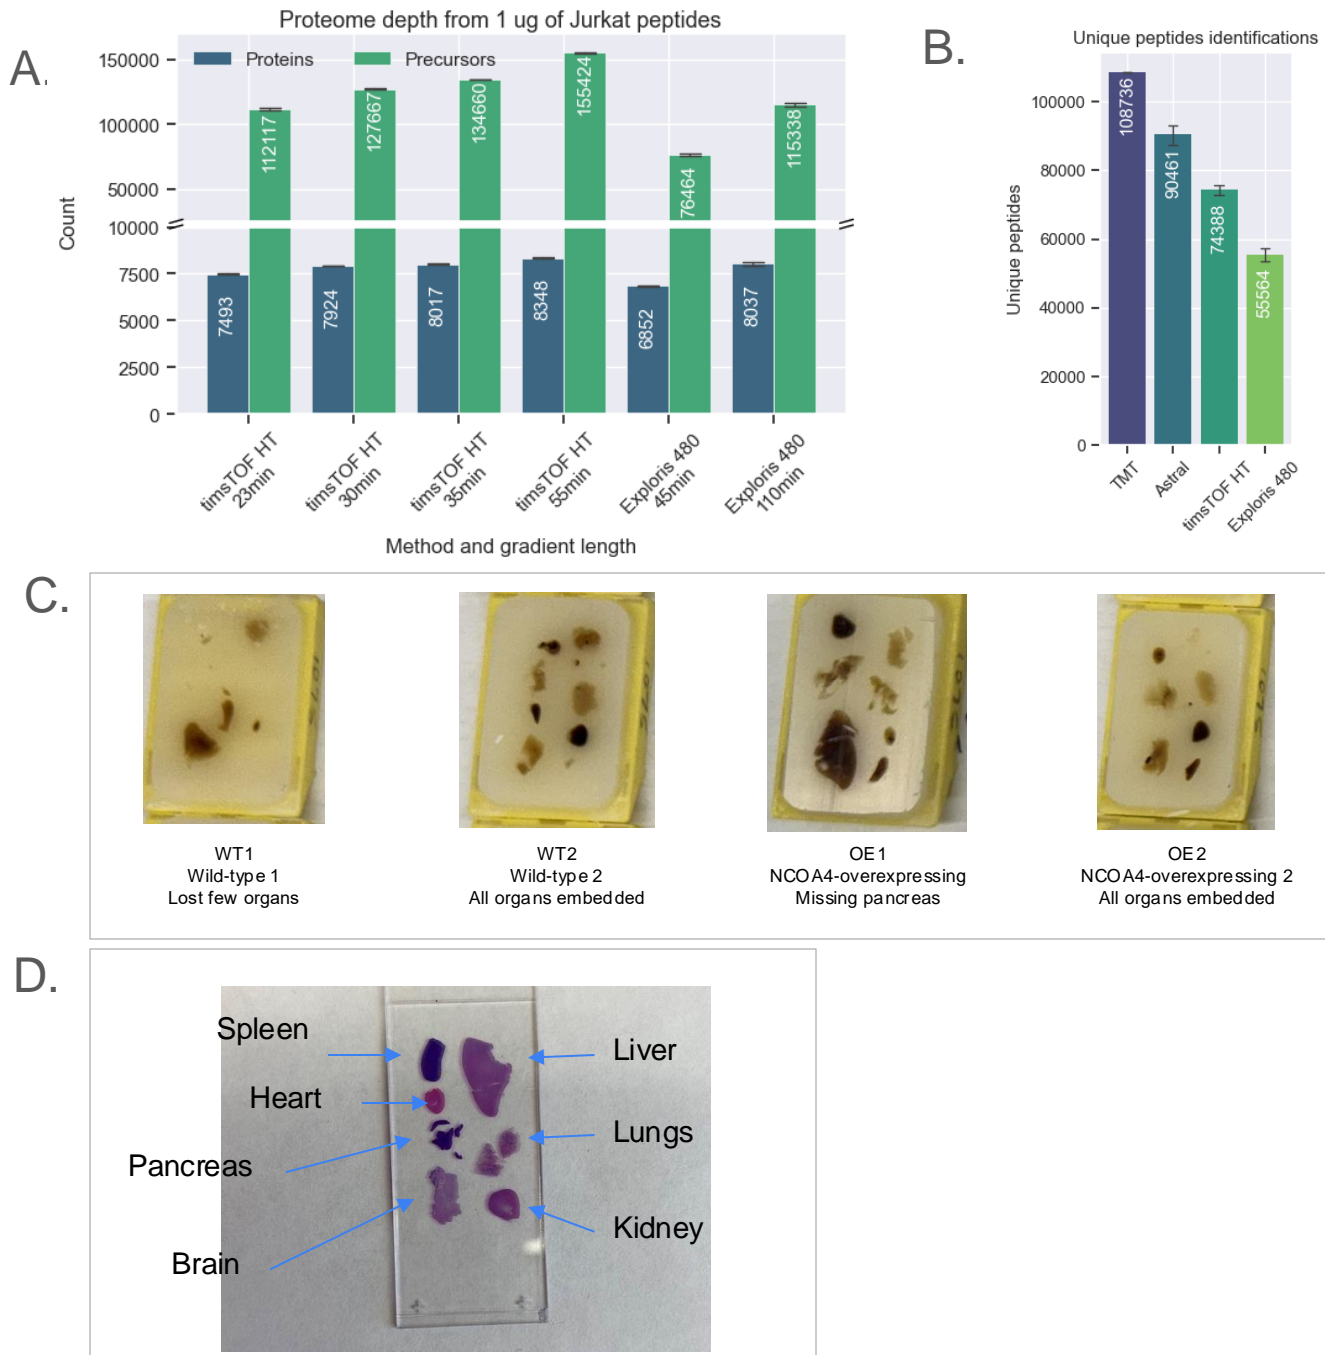 A.
Proteome depth from 1 ug of Jurkat peptides
Proteins
Precursors
Count
150000
100000
50000
10000
7500
5000
2500
0
7493
112117
7924
127667
8017
134660
8348
155424
6852
76464
8037
115338
timsTOF HT
23min
timsTOF HT
30min
timsTOF HT
35min
timsTOF HT
55min
Exploris 480
45min
Exploris 480
110min
Method and gradient length
B.
Unique peptides identifications
Unique peptides
100000
80000
60000
40000
20000
0
108736
90461
74388
55564
TMT
Astral
timsTOF HT
Exploris 480
C.
WT1
Wild-type 1
Lost few organs
WT2
Wild-type 2
All organs embedded
OE1
NCOA4-overexpressing
Missing pancreas
OE2
NCOA4-overexpressing 2
All organs embedded
D.
Spleen
Heart
Pancreas
Brain
Liver
Lungs
Kidney